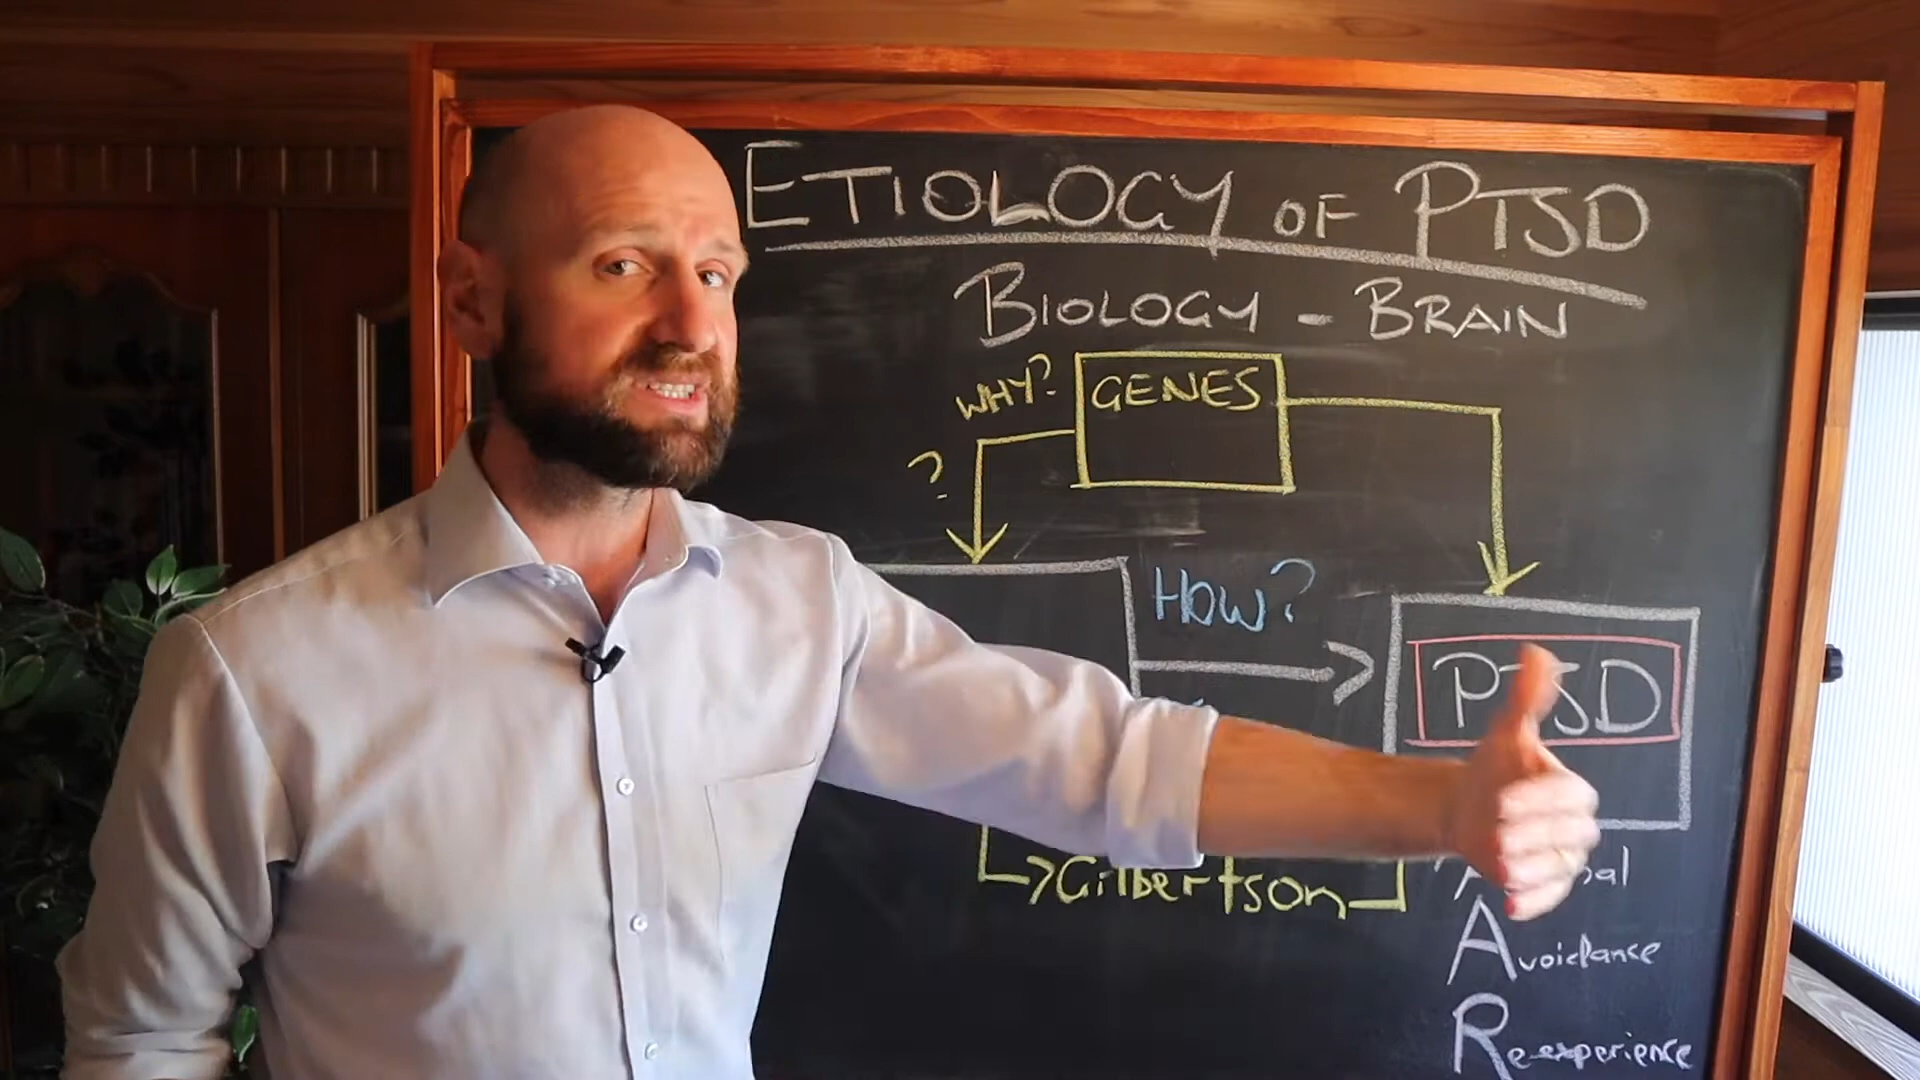 ETIOLOGY OF PTSD
BIOLOGY - BRAIN
WHY?
GENES
?
HOW?
PTSD
Gilbertson
Avoidance
Re-experience